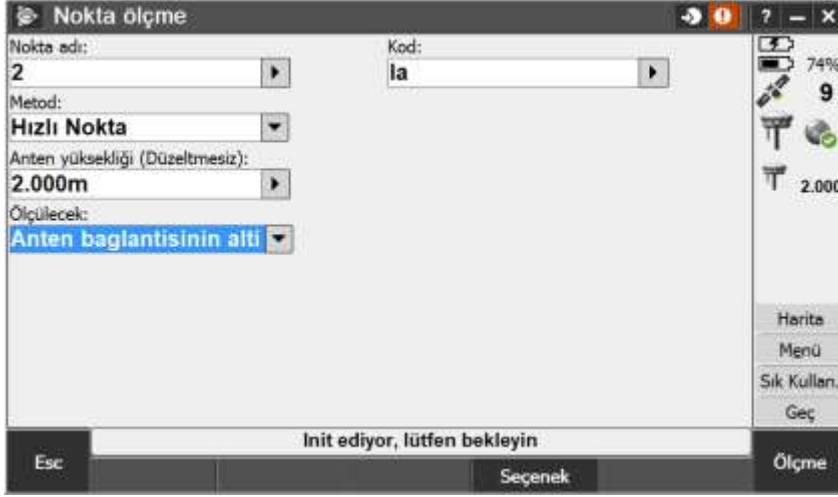 Nokta ölçme
? – x
Nokta adı:
Kod:
2
la
74%
9
Metod:
Hızlı Nokta
Anten yüksekliği (Düzeltmesiz):
2.000m
2.000
Ölçülecek:
Anten baglantisinin alti
Harita
Menü
Sık Kullan.
Geç
Init ediyor, lütfen bekleyin
Esc
Seçenek
Ölçme